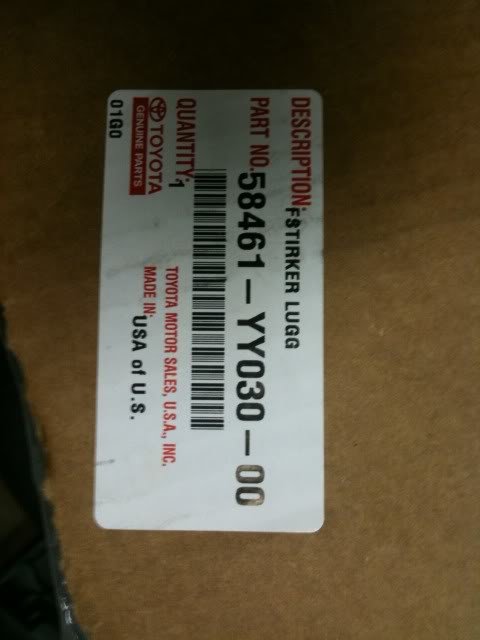 DESCRIPTION: FSTIRKER LUGG
PART NO. 58461-YY030-00
QUANTITY: 1
TOYOTA MOTOR SALES, U.S.A., INC.
TOYOTA
GENUINE PARTS
MADE IN: USA of U.S.
01G0